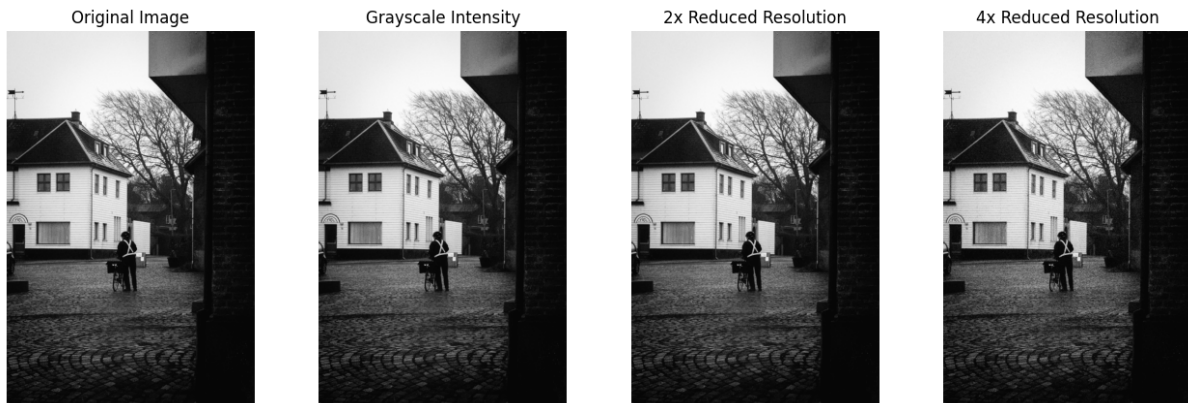 Original Image
Grayscale Intensity
2x Reduced Resolution
4x Reduced Resolution